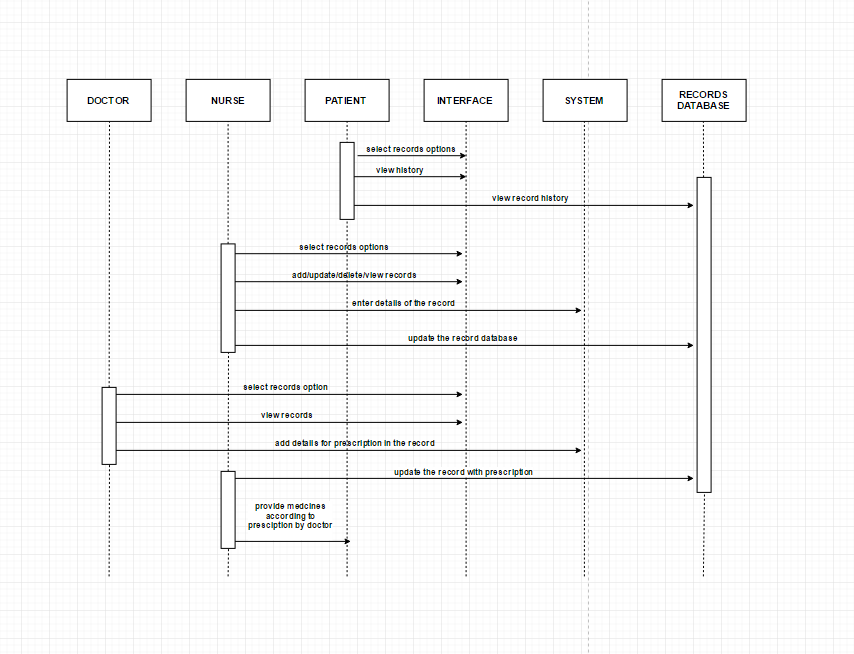 DOCTOR
NURSE
PATIENT
INTERFACE
SYSTEM
RECORDS
DATABASE
select records options
view history
view record history
select records options
add/update/delete/view records
enter details of the record
update the record database
select records option
view records
add details for prescription in the record
update the record with prescription
provide medcines
according to
presciption by doctor